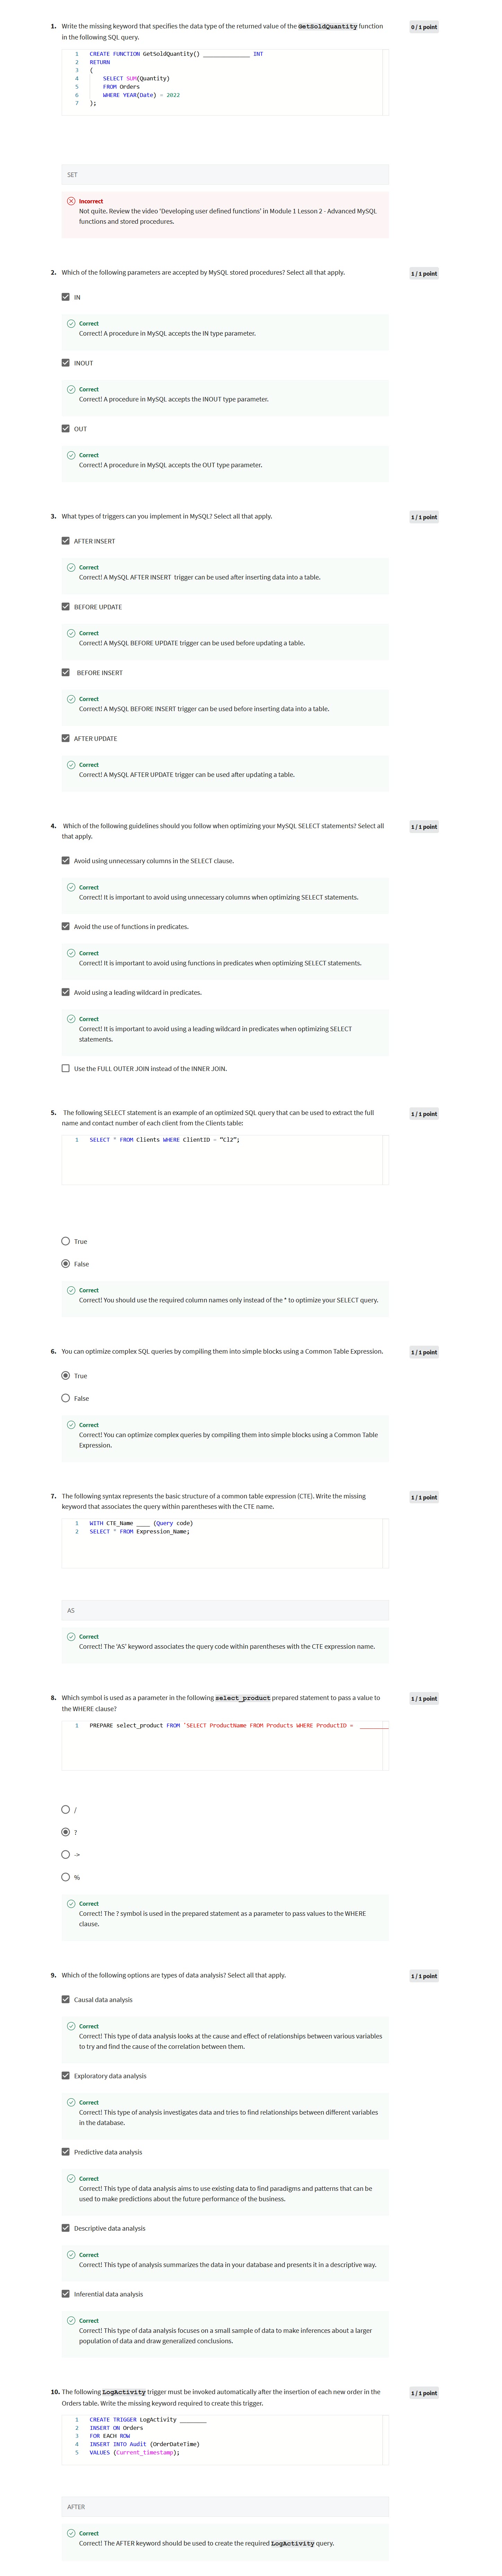 1. Write the missing keyword that specifies the data type of the returned value of the GetSoldQuantity function
in the following SQL query.
0 / 1 point
1 CREATE FUNCTION GetSoldQuantity() ______________ INT
2 RETURN
3 (
4 SELECT SUM(Quantity)
5 FROM Orders
6 WHERE YEAR(Date) = 2022
7 );
SET
Incorrect
Not quite. Review the video 'Developing user defined functions' in Module 1 Lesson 2 - Advanced MySQL
functions and stored procedures.
2. Which of the following parameters are accepted by MySQL stored procedures? Select all that apply.
1 / 1 point
IN
Correct
Correct! A procedure in MySQL accepts the IN type parameter.
INOUT
Correct
Correct! A procedure in MySQL accepts the INOUT type parameter.
OUT
Correct
Correct! A procedure in MySQL accepts the OUT type parameter.
3. What types of triggers can you implement in MySQL? Select all that apply.
1 / 1 point
AFTER INSERT
Correct
Correct! A MySQL AFTER INSERT trigger can be used after inserting data into a table.
BEFORE UPDATE
Correct
Correct! A MySQL BEFORE UPDATE trigger can be used before updating a table.
BEFORE INSERT
Correct
Correct! A MySQL BEFORE INSERT trigger can be used before inserting data into a table.
AFTER UPDATE
Correct
Correct! A MySQL AFTER UPDATE trigger can be used after updating a table.
4. Which of the following guidelines should you follow when optimizing your MySQL SELECT statements? Select all
that apply.
1 / 1 point
Avoid using unnecessary columns in the SELECT clause.
Correct
Correct! It is important to avoid using unnecessary columns when optimizing SELECT statements.
Avoid the use of functions in predicates.
Correct
Correct! It is important to avoid using functions in predicates when optimizing SELECT statements.
Avoid using a leading wildcard in predicates.
Correct
Correct! It is important to avoid using a leading wildcard in predicates when optimizing SELECT
statements.
Use the FULL OUTER JOIN instead of the INNER JOIN.
5. The following SELECT statement is an example of an optimized SQL query that can be used to extract the full
name and contact number of each client from the Clients table:
1 / 1 point
1 SELECT * FROM Clients WHERE ClientID = "Cl2";
True
False
Correct
Correct! You should use the required column names only instead of the * to optimize your SELECT query.
6. You can optimize complex SQL queries by compiling them into simple blocks using a Common Table Expression.
1 / 1 point
True
False
Correct
Correct! You can optimize complex queries by compiling them into simple blocks using a Common Table
Expression.
7. The following syntax represents the basic structure of a common table expression (CTE). Write the missing
keyword that associates the query within parentheses with the CTE name.
1 / 1 point
1 WITH CTE_Name ____ (Query code)
2 SELECT * FROM Expression_Name;
AS
Correct
Correct! The 'AS' keyword associates the query code within parentheses with the CTE expression name.
8. Which symbol is used as a parameter in the following select_product prepared statement to pass a value to
the WHERE clause?
1 / 1 point
1 PREPARE select_product FROM 'SELECT ProductName FROM Products WHERE ProductID = _________
/
?
->
%
Correct
Correct! The ? symbol is used in the prepared statement as a parameter to pass values to the WHERE
clause.
9. Which of the following options are types of data analysis? Select all that apply.
1 / 1 point
Causal data analysis
Correct
Correct! This type of data analysis looks at the cause and effect of relationships between various variables
to try and find the cause of the correlation between them.
Exploratory data analysis
Correct
Correct! This type of analysis investigates data and tries to find relationships between different variables
in the database.
Predictive data analysis
Correct
Correct! This type of data analysis aims to use existing data to find paradigms and patterns that can be
used to make predictions about the future performance of the business.
Descriptive data analysis
Correct
Correct! This type of analysis summarizes the data in your database and presents it in a descriptive way.
Inferential data analysis
Correct
Correct! This type of data analysis focuses on a small sample of data to make inferences about a larger
population of data and draw generalized conclusions.
10. The following LogActivity trigger must be invoked automatically after the insertion of each new order in the
Orders table. Write the missing keyword required to create this trigger.
1 / 1 point
1 CREATE TRIGGER LogActivity ________
2 INSERT ON Orders
3 FOR EACH ROW
4 INSERT INTO Audit (OrderDateTime)
5 VALUES (Current_timestamp);
AFTER
Correct
Correct! The AFTER keyword should be used to create the required LogActivity query.